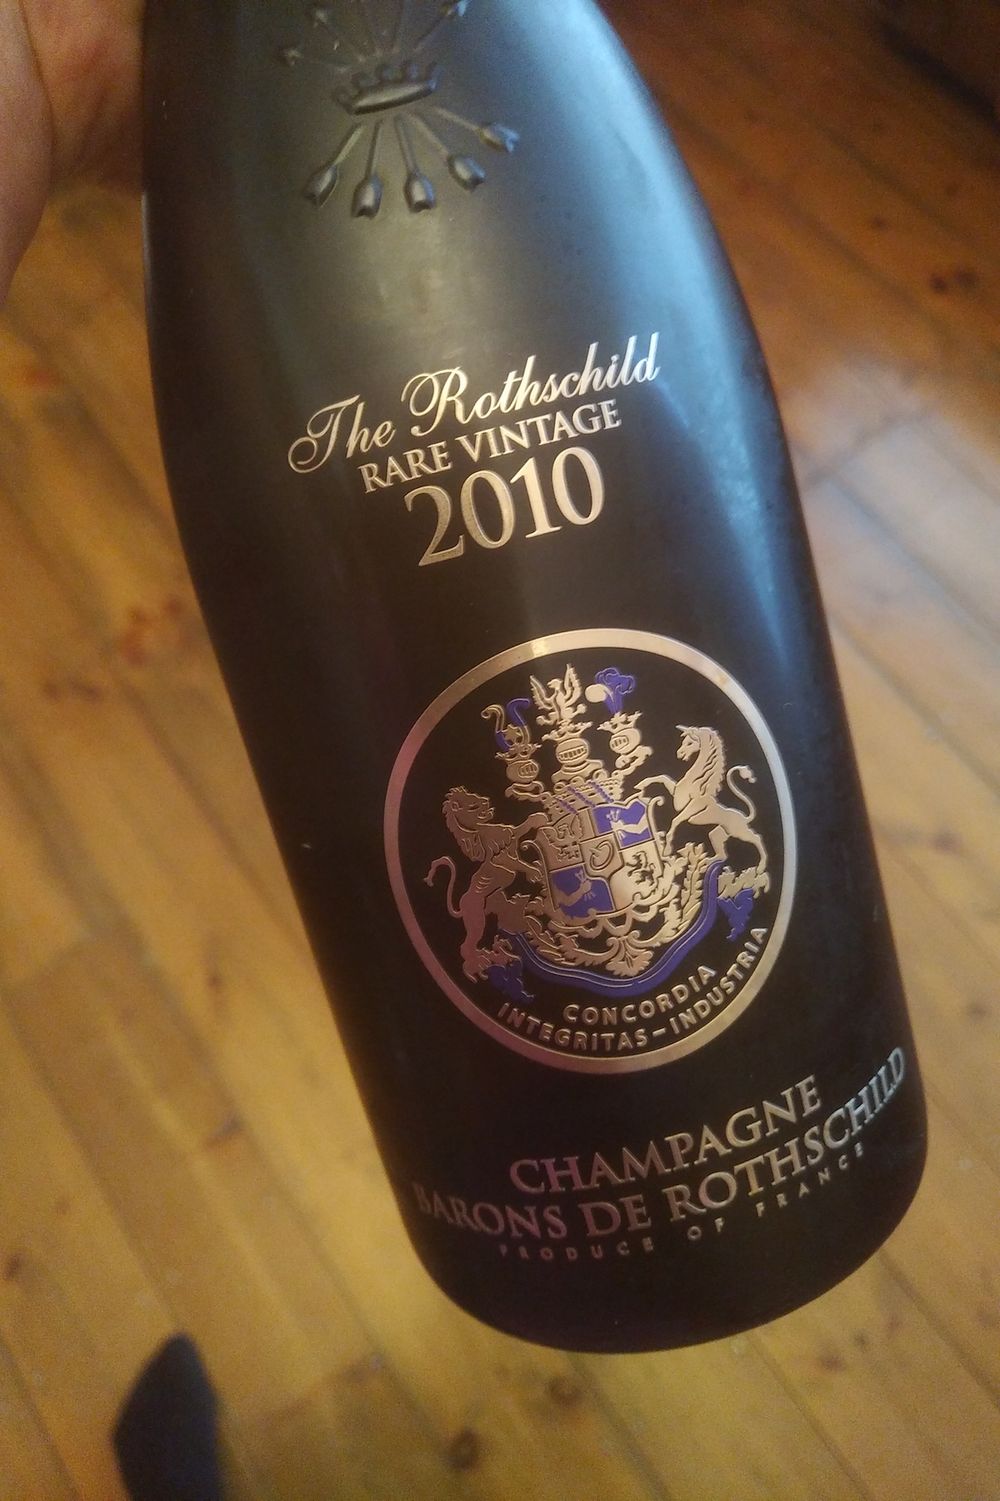 The Rothschild
RARE VINTAGE
2010
CONCORDIA
INTEGRITAS – INDUSTRIA
CHAMPAGNE
BARONS DE ROTHSCHILD
PRODUCE OF FRANCE